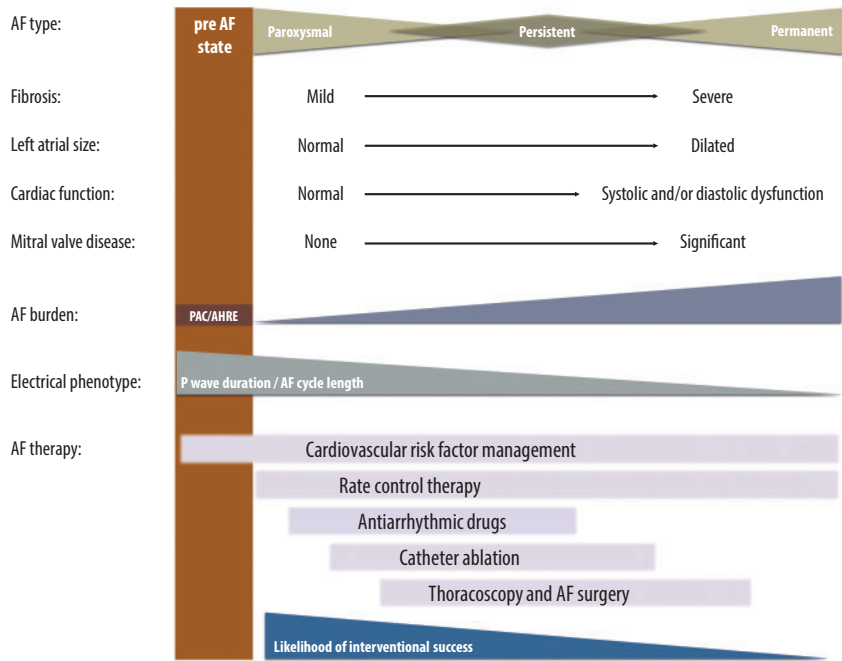 AF type:
pre AF
state
Paroxysmal
Persistent
Permanent
Fibrosis:
Mild
Severe
Left atrial size:
Normal
Dilated
Cardiac function:
Normal
Systolic and/or diastolic dysfunction
Mitral valve disease:
None
Significant
AF burden:
PAC/AHRE
Electrical phenotype:
P wave duration / AF cycle length
AF therapy:
Cardiovascular risk factor management
Rate control therapy
Antiarrhythmic drugs
Catheter ablation
Thoracoscopy and AF surgery
Likelihood of interventional success